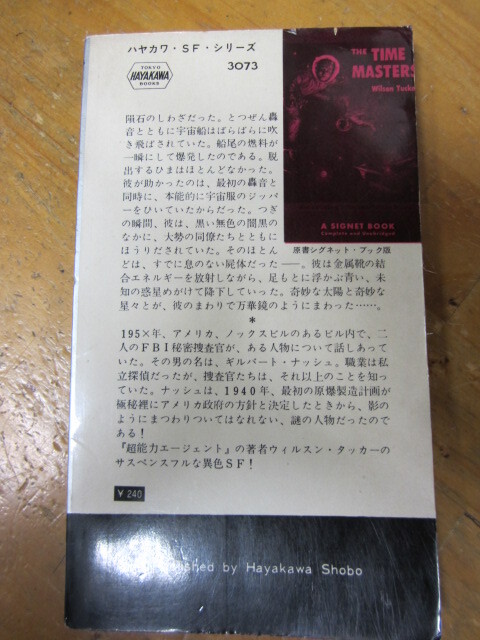 ハヤカワ・SF・シリーズ
TOKYO
HAYAKAWA
BOOKS
3073
THE TIME
MASTERS
Wilson Tucke
A SIGNET BOOK
Complete and Unabridged
原書シグネット・ブック版
隕石のしわざだった。とつぜん轟
音とともに宇宙船はばらばらに吹
き飛ばされていた。船尾の燃料が
一瞬にして爆発したのである。脱
出するひまはほとんどなかった。
彼が助かったのは、最初の轟音と
同時に、本能的に宇宙服のジッパ
ーをひいていたからだった。つぎ
の瞬間、彼は、黒い無色の闇黒の
なかに、大勢の同僚たちとともに
ほうりだされていた。そのほとん
どは、すでに息のない屍体だった――。彼は金属靴の結
合エネルギーを放射しながら、足もとに浮かぶ青い、未
知の惑星めがけて降下していった。奇妙な太陽と奇妙な
星々とが、彼のまわりで万華鏡のようにまわった……。
*
195×年、アメリカ、ノックスビルのあるビル内で、二
人のFBI秘密捜査官が、ある人物について話しあって
いた。その男の名は、ギルバート・ナッシュ。職業は私
立探偵だったが、捜査官たちは、それ以上のことを知っ
ていた。ナッシュは、1940年、最初の原爆製造計画が
極秘裡にアメリカ政府の方針と決定したときから、影の
ようにまつわりついてはなれない、謎の人物だったので
ある!
『超能力エージェント』の著者ウィルスン・タッカーの
サスペンスフルな異色SF!
¥240
ished by Hayakawa Shobo